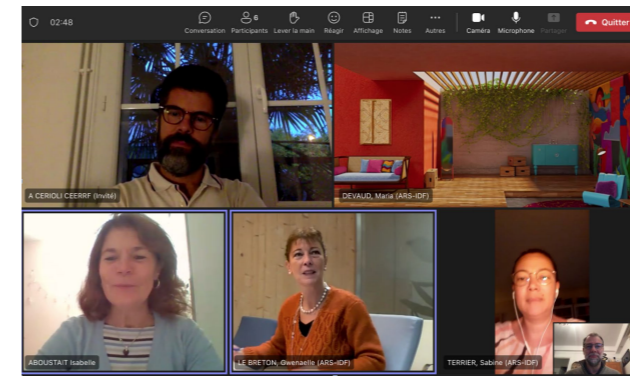 02:48
Conversation
6
Participants
Lever la main
Réagir
Affichage
Notes
Autres
Caméra
Microphone
Partager
Quitter
A CERIOLI CEERRF (Invité)
DEVAUD, Maria (ARS-IDF)
ABOUSTAIT Isabelle
LE BRETON, Gwenaelle (ARS-IDF)
TERRIER, Sabine (ARS-IDF)